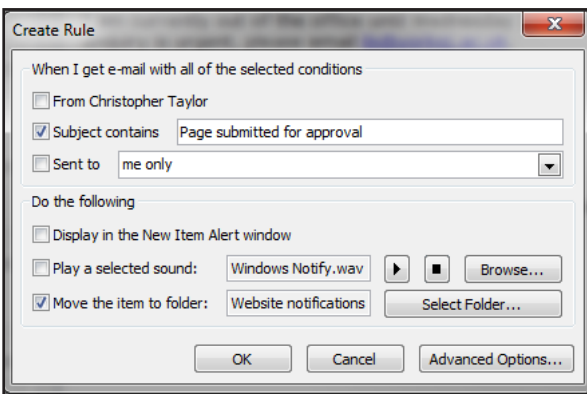 Create Rule
When I get e-mail with all of the selected conditions
From Christopher Taylor
Subject contains Page submitted for approval
Sent to me only
Do the following
Display in the New Item Alert window
Play a selected sound: Windows Notify.wav Browse...
Move the item to folder: Website notifications Select Folder...
OK Cancel Advanced Options...